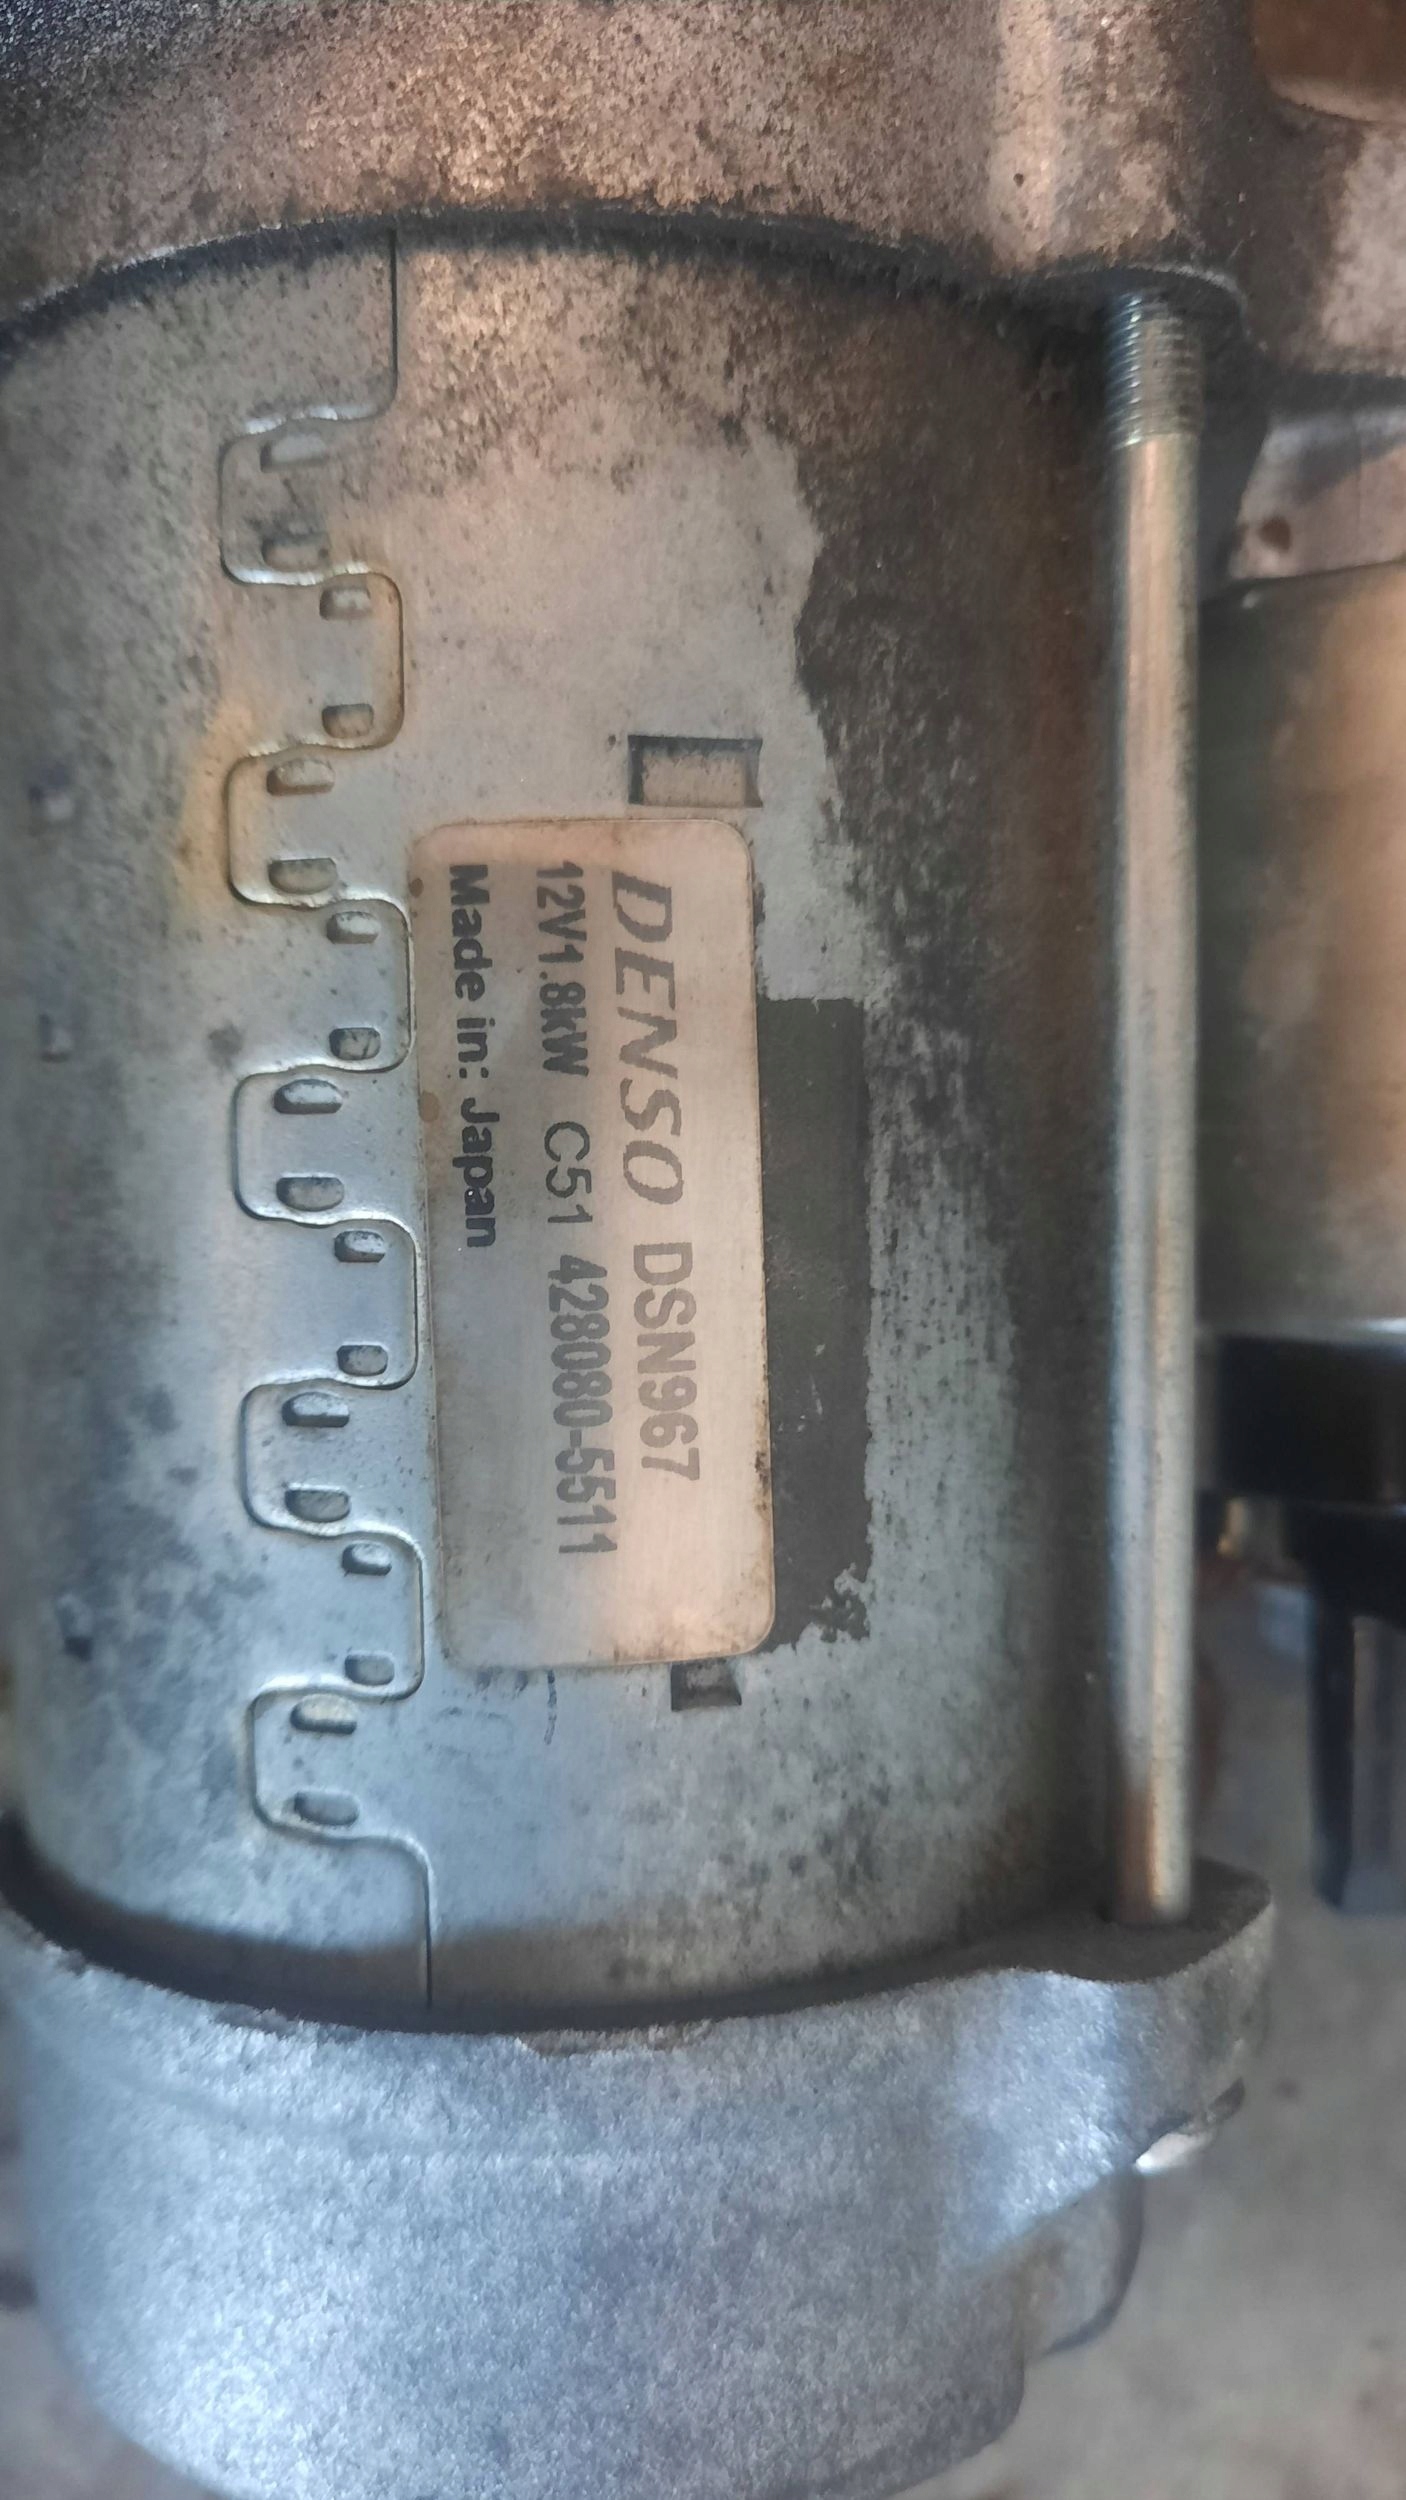 DENSO DSN967
12V1.8kW C51 428080-5511
Made in: Japan